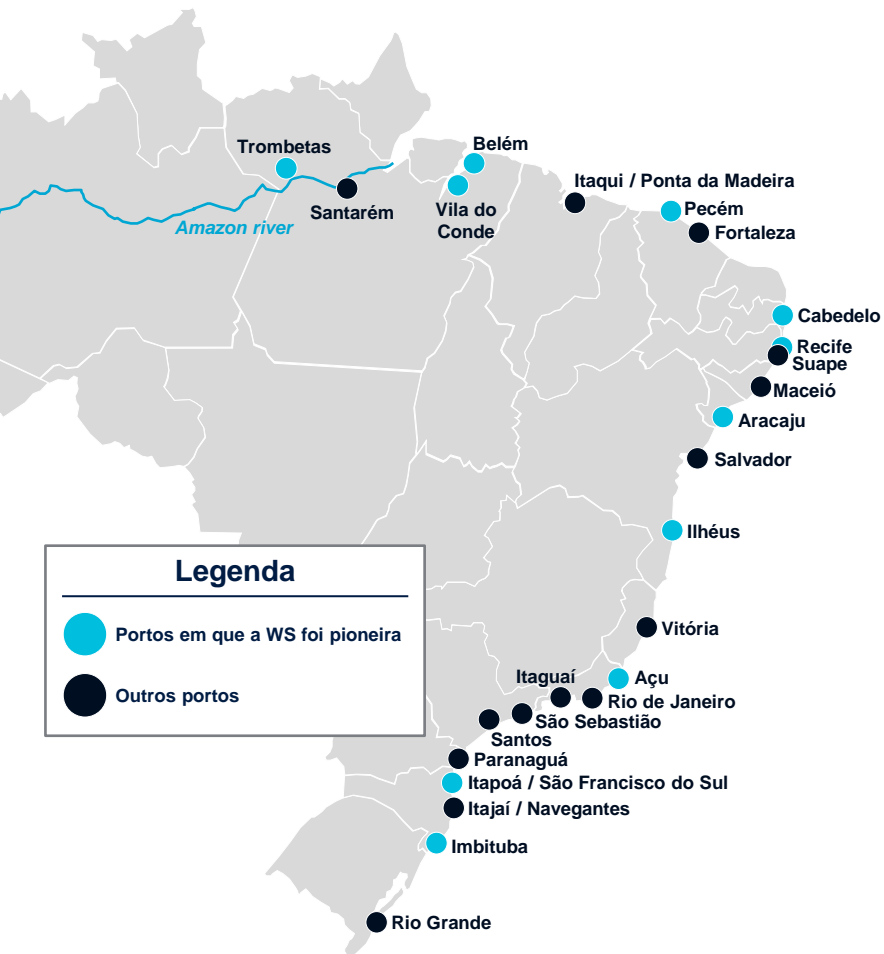 Trombetas
Belém
Itaqui / Ponta da Madeira
Santarém
Vila do
Conde
Pecém
Amazon river
Fortaleza
Cabedelo
Recife
Suape
Maceió
Aracaju
Salvador
Ilhéus
Legenda
Portos em que a WS foi pioneira
Outros portos
Vitória
Itaguaí
Açu
Rio de Janeiro
São Sebastião
Santos
Paranaguá
Itapoá / São Francisco do Sul
Itajaí / Navegantes
Imbituba
Rio Grande